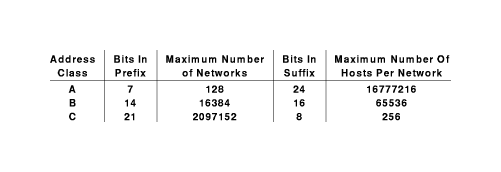 Address Bits In Maximum Number Bits In Maximum Number Of
Class Prefix of Networks Suffix Hosts Per Network
A 7 128 24 16777216
B 14 16384 16 65536
C 21 2097152 8 256